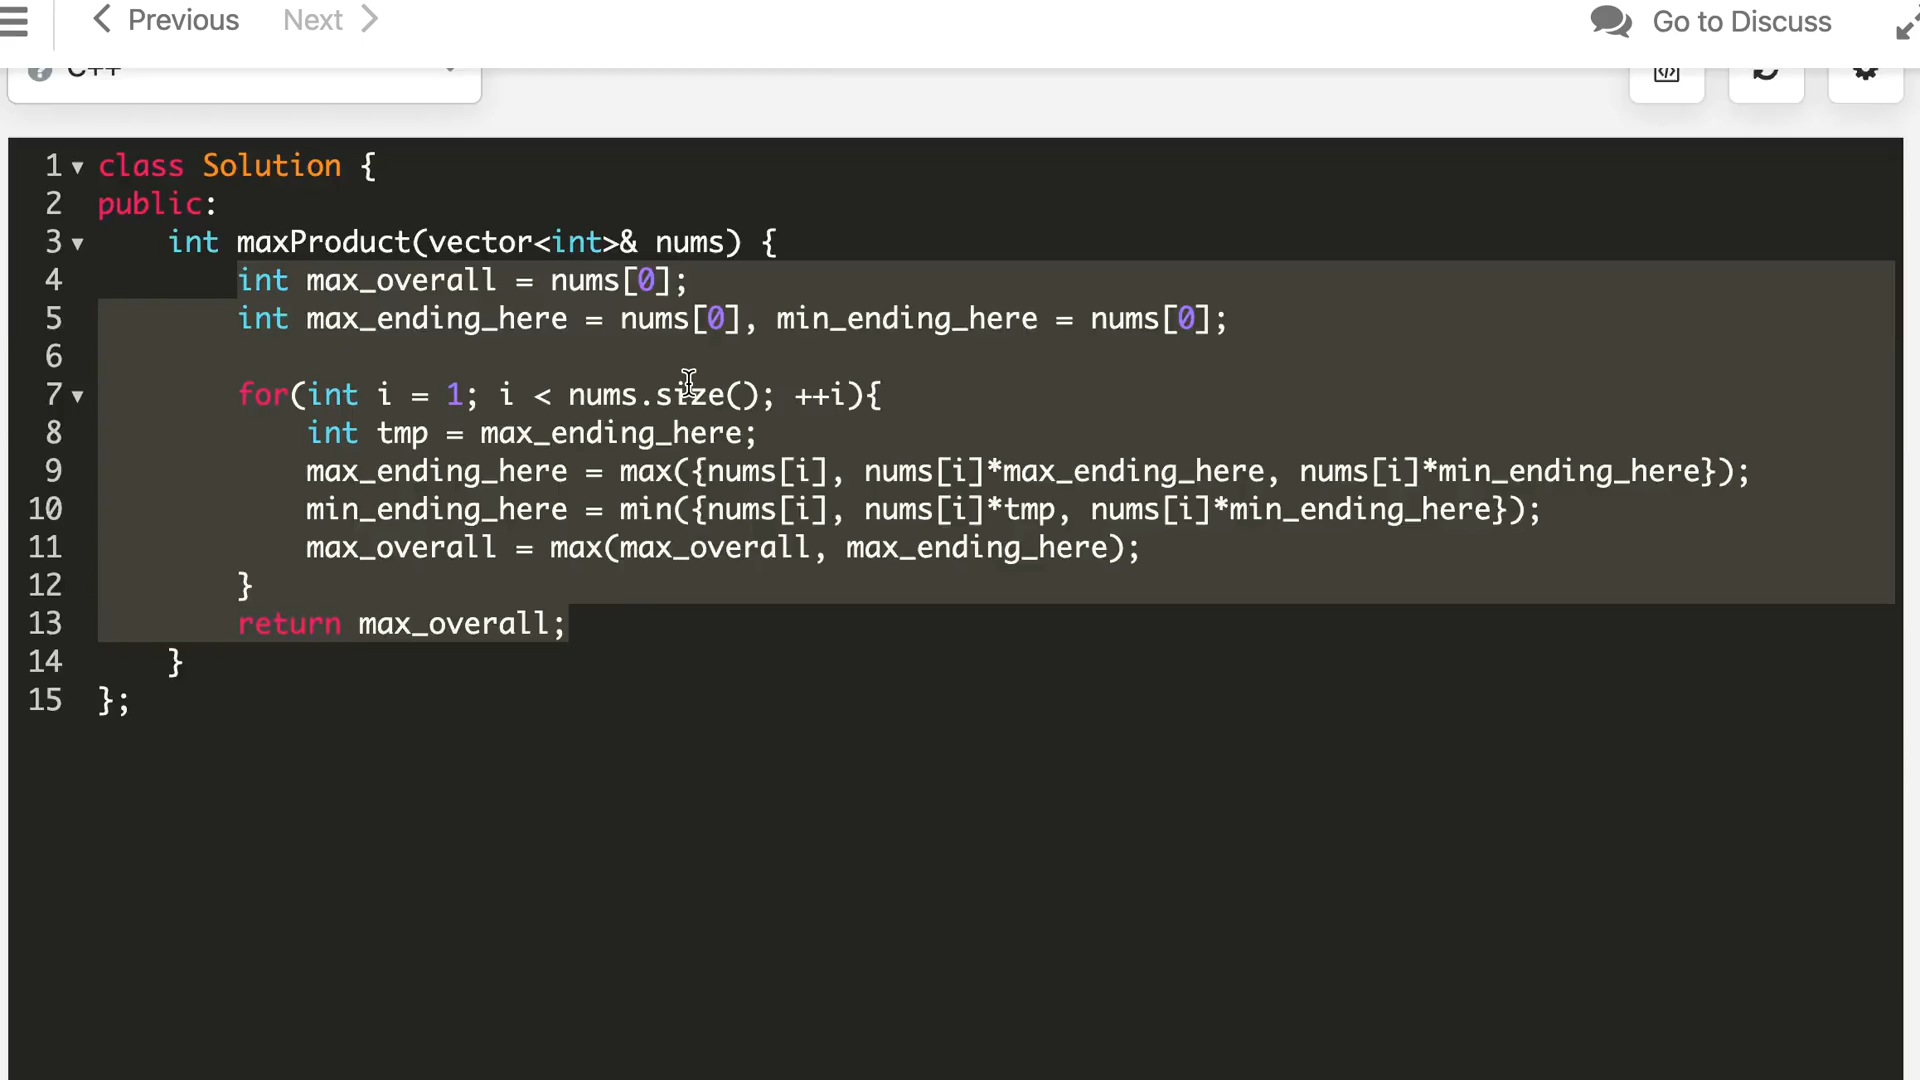 Previous Next Go to Discuss
C++
1 class Solution {
2 public:
3 int maxProduct(vector<int>& nums) {
4 int max_overall = nums[0];
5 int max_ending_here = nums[0], min_ending_here = nums[0];
6
7 for(int i = 1; i < nums.size(); ++i){
8 int tmp = max_ending_here;
9 max_ending_here = max({nums[i], nums[i]*max_ending_here, nums[i]*min_ending_here});
10 min_ending_here = min({nums[i], nums[i]*tmp, nums[i]*min_ending_here});
11 max_overall = max(max_overall, max_ending_here);
12 }
13 return max_overall;
14 }
15 };